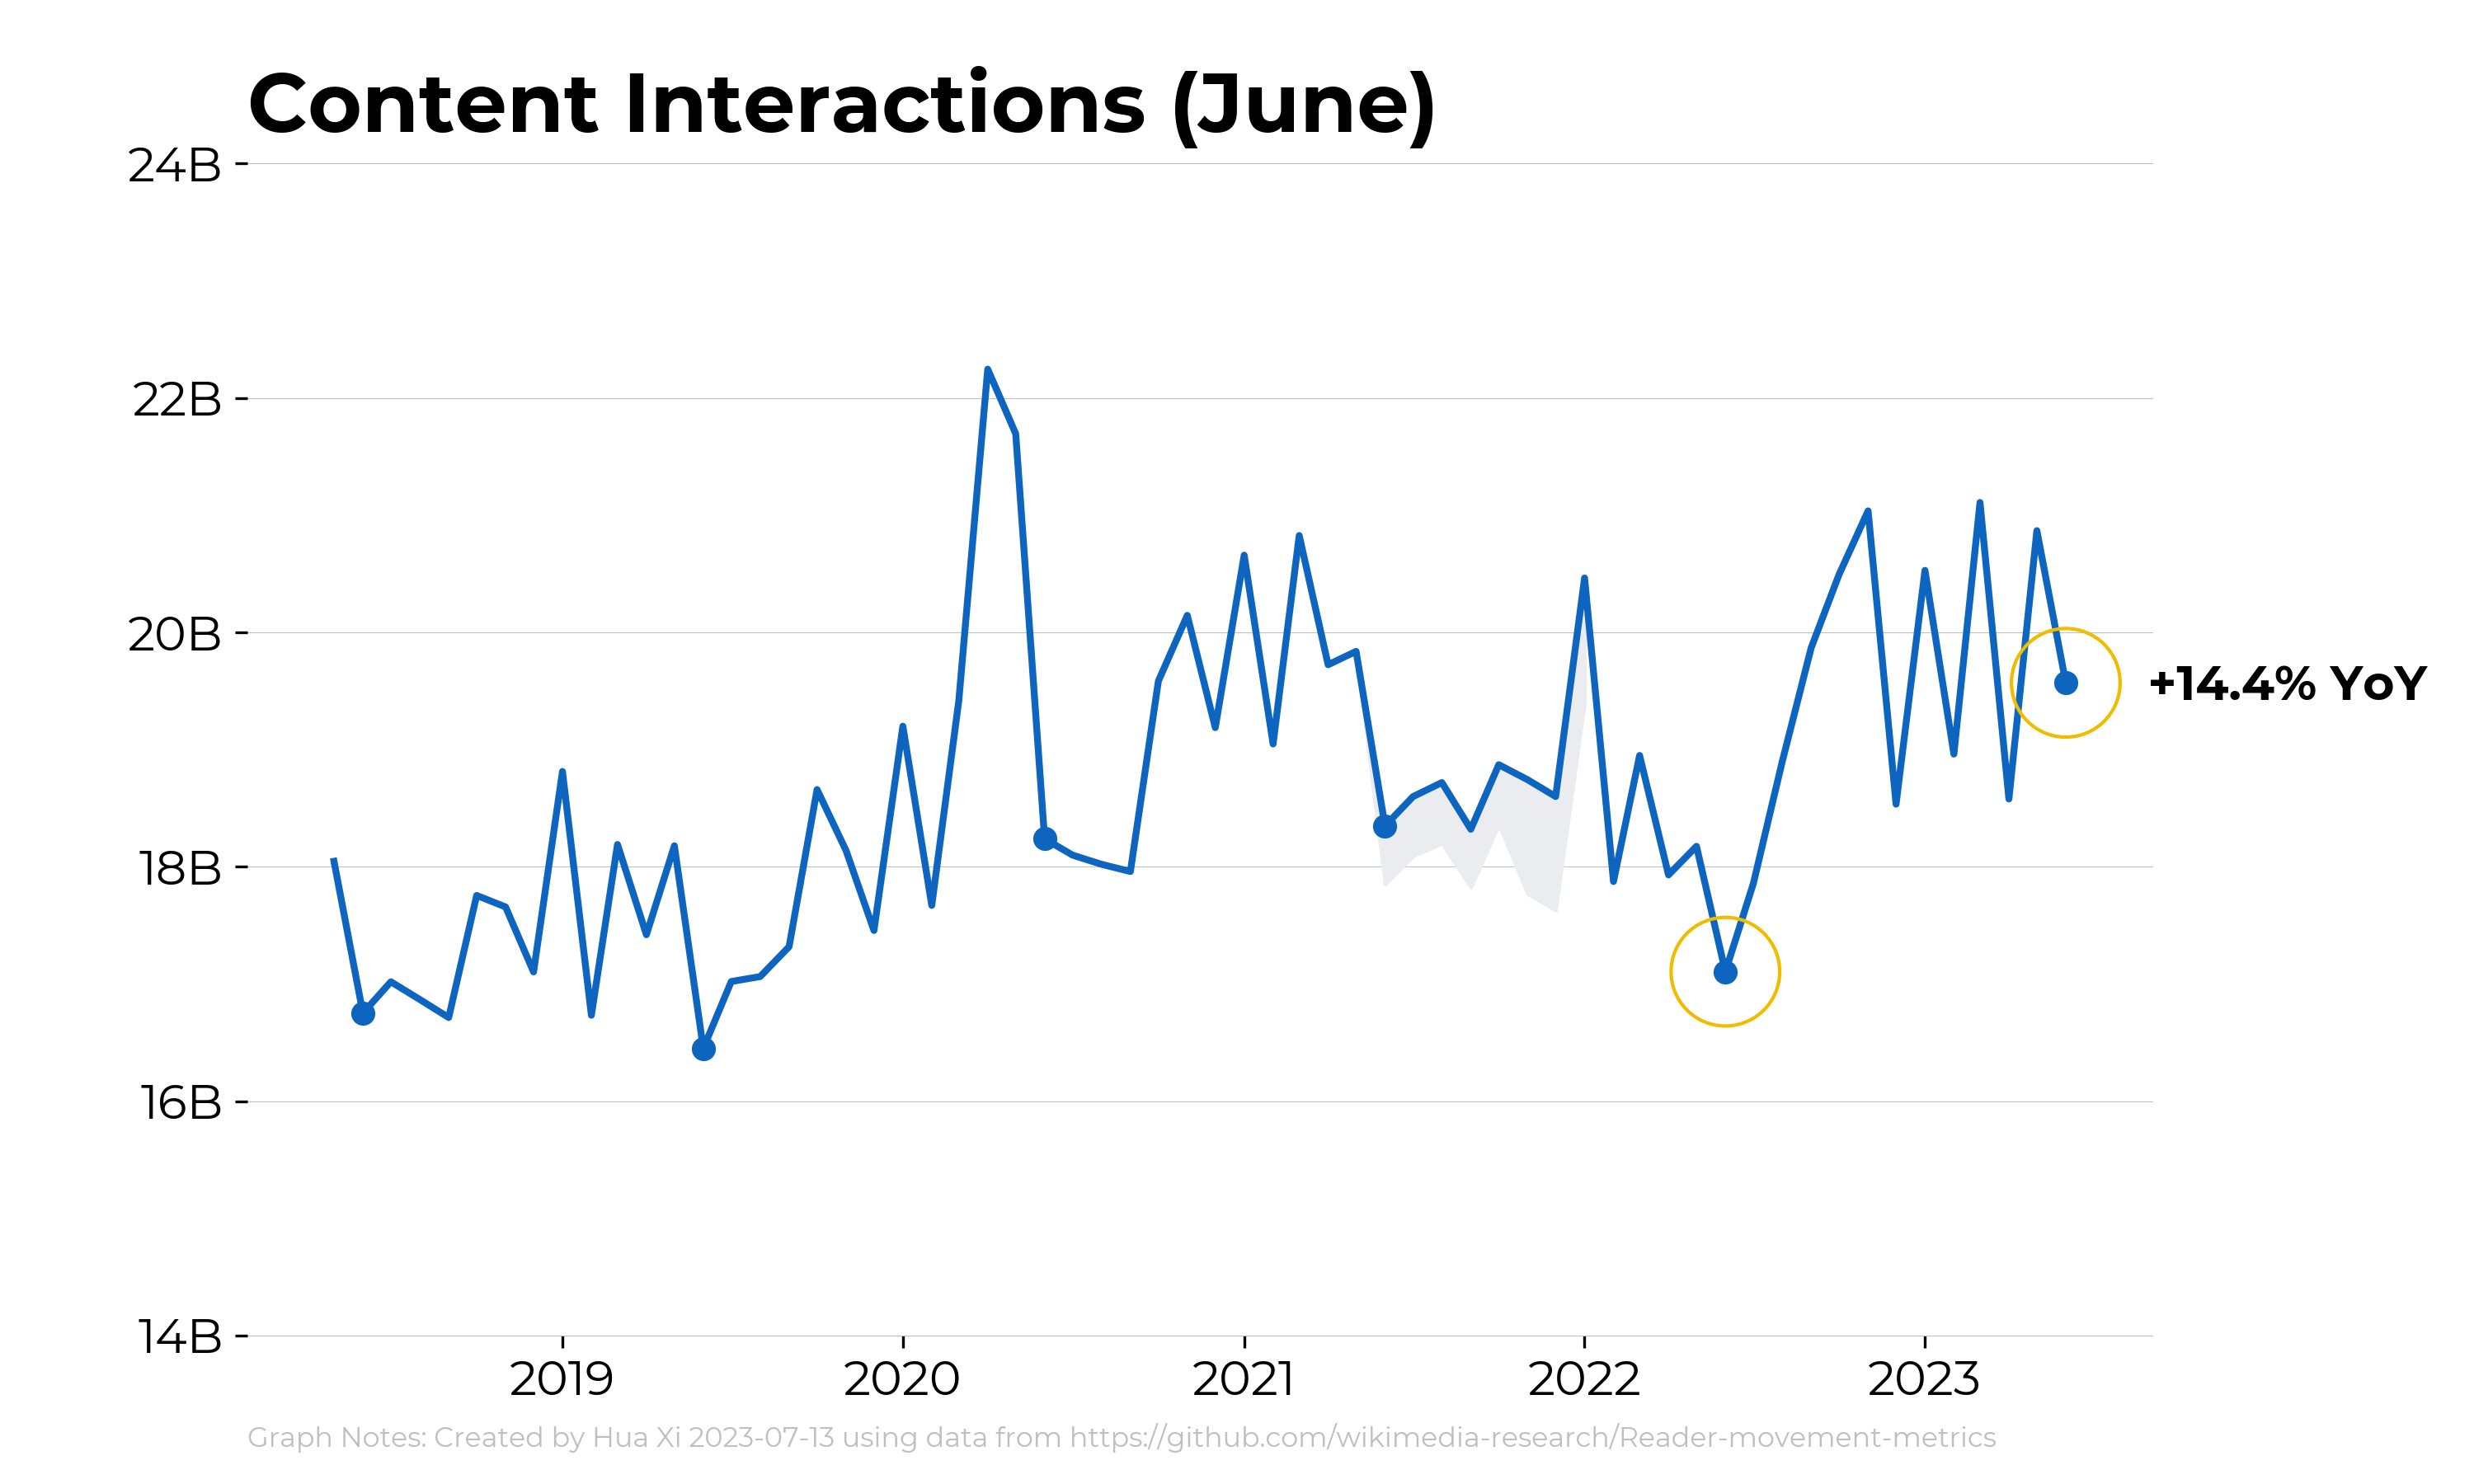 Content Interactions (June)
24B
22B
20B
+14.4% YoY
18B
16B
14B
2019 2020 2021 2022 2023
Graph Notes: Created by Hua Xi 2023-07-13 using data from https://github.com/wikimedia-research/Reader-movement-metrics